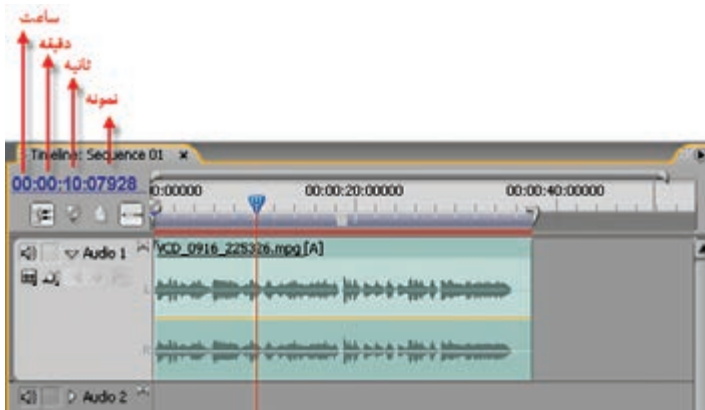 ساعت
دقیقه
ثانیه
نمونه
Timeline: Sequence 01 ×
00:00:10:07928
0:00000 00:00:20:00000 00:00:40:00000
Audio 1
VCD_0916_225326.mpg [A]
L
R
Audio 2